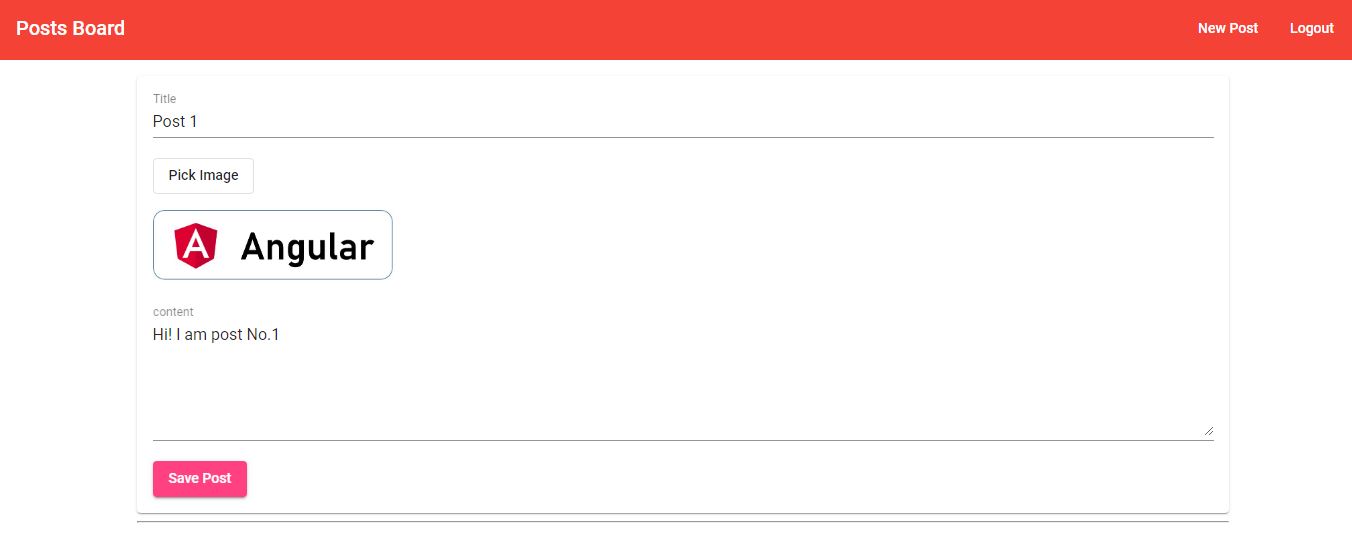 Posts Board
New Post
Logout
Title
Post 1
Pick Image
A Angular
content
Hi! I am post No.1
Save Post